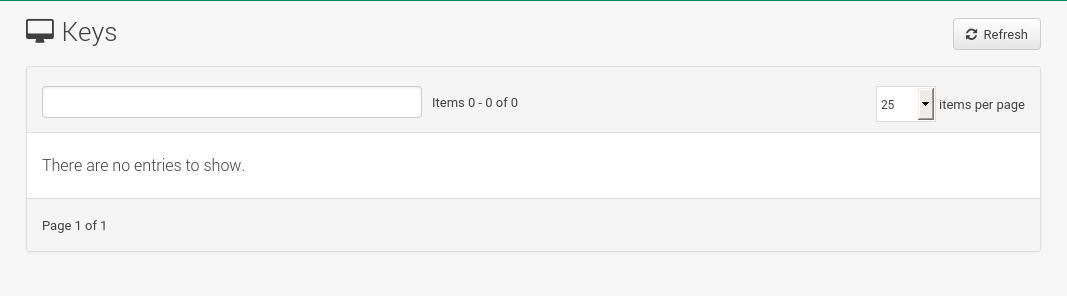 Keys
Refresh
Items 0 - 0 of 0
25
items per page
There are no entries to show.
Page 1 of 1